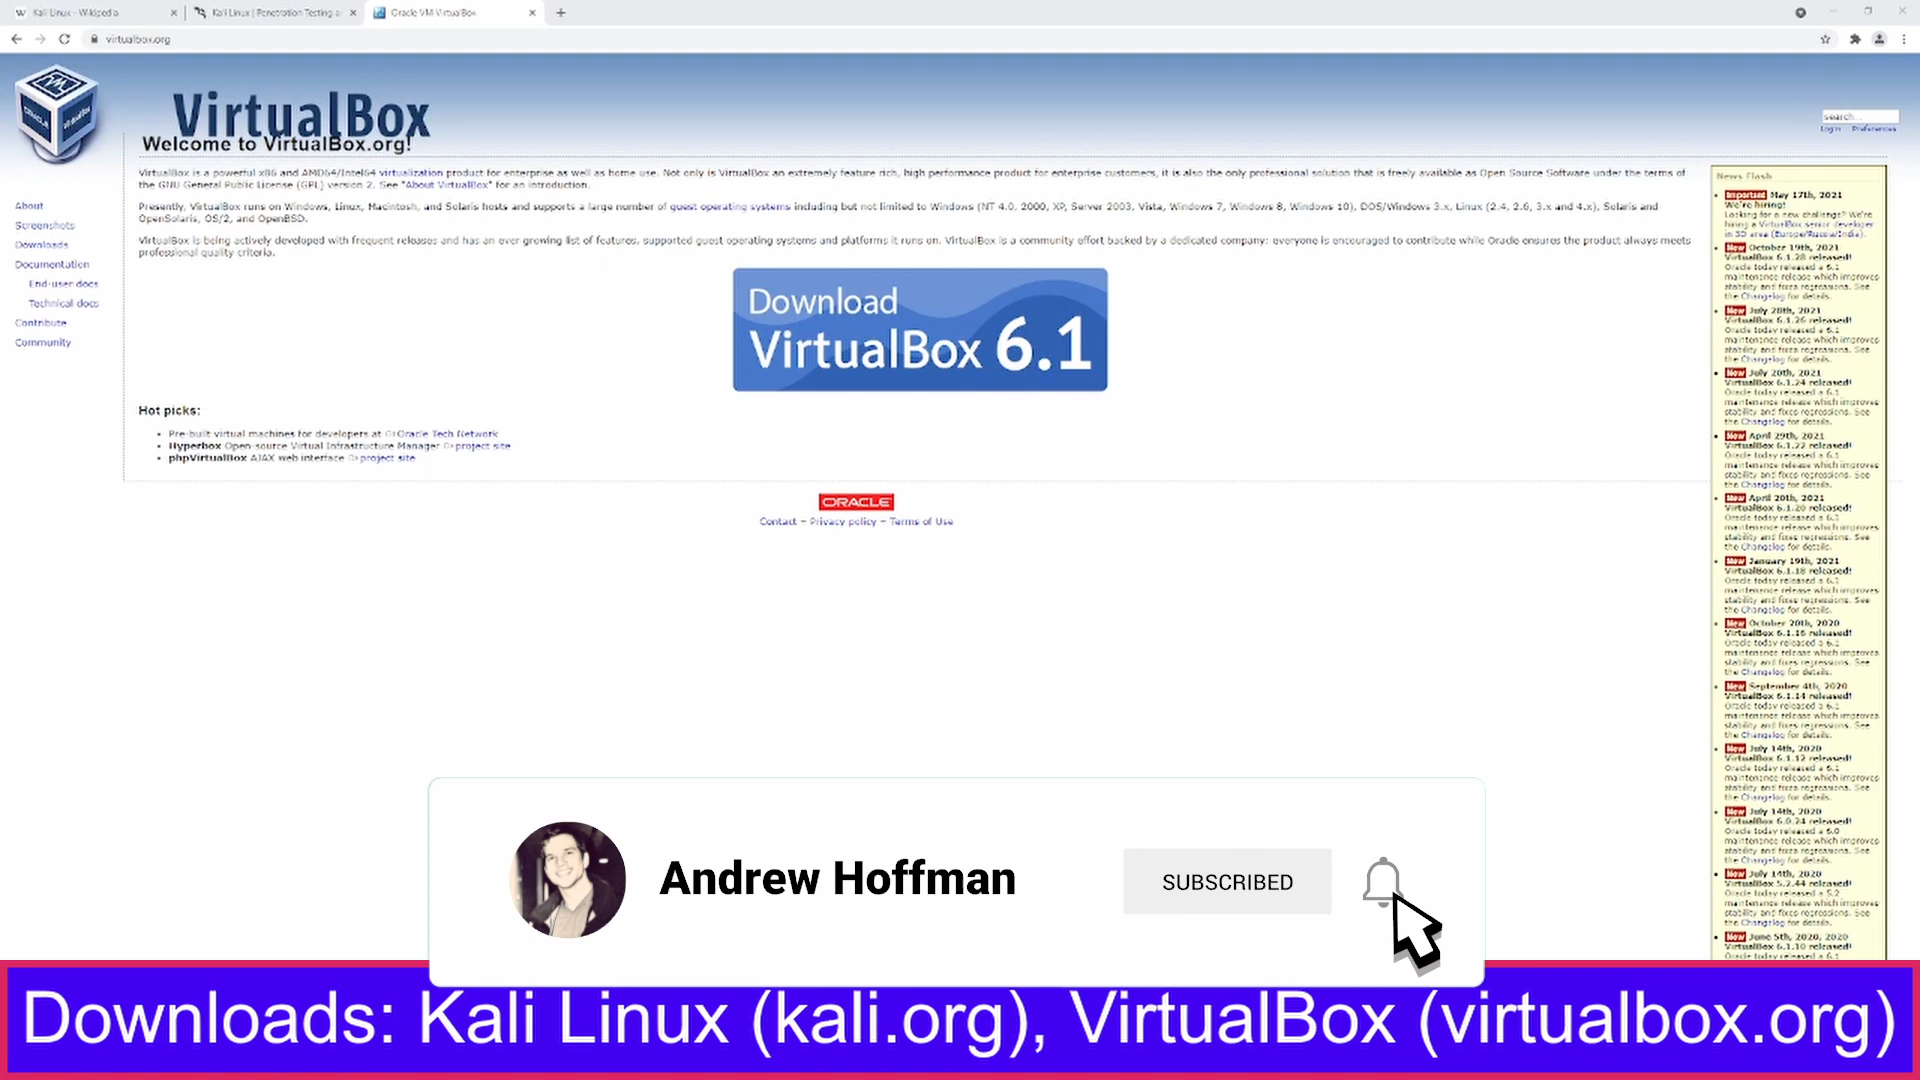 Kali Linux - Wikipedia
Kali Linux | Penetration Testing a
Oracle VM VirtualBox
virtualbox.org
VirtualBox
Welcome to VirtualBox.org!
search...
Login Preferences
VirtualBox is a powerful x86 and AMD64/Intel64 virtualization product for enterprise as well as home use. Not only is VirtualBox an extremely feature rich, high performance product for enterprise customers, it is also the only professional solution that is freely available as Open Source Software under the terms of
the GNU General Public License (GPL) version 2. See "About VirtualBox" for an introduction.
Presently, VirtualBox runs on Windows, Linux, Macintosh, and Solaris hosts and supports a large number of guest operating systems including but not limited to Windows (NT 4.0, 2000, XP, Server 2003, Vista, Windows 7, Windows 8, Windows 10), DOS/Windows 3.x, Linux (2.4, 2.6, 3.x and 4.x), Solaris and
OpenSolaris, OS/2, and OpenBSD.
VirtualBox is being actively developed with frequent releases and has an ever growing list of features, supported guest operating systems and platforms it runs on. VirtualBox is a community effort backed by a dedicated company: everyone is encouraged to contribute while Oracle ensures the product always meets
professional quality criteria.
About
Screenshots
Downloads
Documentation
End-user docs
Technical docs
Contribute
Community
Download
VirtualBox 6.1
Hot picks:
Pre-built virtual machines for developers at Oracle Tech Network
Hyperbox Open-source Virtual Infrastructure Manager project site
phpVirtualBox AJAX web interface project site
ORACLE
Contact – Privacy policy – Terms of Use
News Flash
Important May 17th, 2021
We're hiring!
Looking for a new challenge? We're
hiring a VirtualBox senior developer
in 3D area (Europe/Russia/India).
New October 19th, 2021
VirtualBox 6.1.28 released!
Oracle today released a 6.1
maintenance release which improves
stability and fixes regressions. See
the Changelog for details.
New July 28th, 2021
VirtualBox 6.1.26 released!
Oracle today released a 6.1
maintenance release which improves
stability and fixes regressions. See
the Changelog for details.
New July 20th, 2021
VirtualBox 6.1.24 released!
Oracle today released a 6.1
maintenance release which improves
stability and fixes regressions. See
the Changelog for details.
New April 29th, 2021
VirtualBox 6.1.22 released!
Oracle today released a 6.1
maintenance release which improves
stability and fixes regressions. See
the Changelog for details.
New April 20th, 2021
VirtualBox 6.1.20 released!
Oracle today released a 6.1
maintenance release which improves
stability and fixes regressions. See
the Changelog for details.
New January 19th, 2021
VirtualBox 6.1.18 released!
Oracle today released a 6.1
maintenance release which improves
stability and fixes regressions. See
the Changelog for details.
New October 20th, 2020
VirtualBox 6.1.16 released!
Oracle today released a 6.1
maintenance release which improves
stability and fixes regressions. See
the Changelog for details.
New September 4th, 2020
VirtualBox 6.1.14 released!
Oracle today released a 6.1
maintenance release which improves
stability and fixes regressions. See
the Changelog for details.
New July 14th, 2020
VirtualBox 6.1.12 released!
Oracle today released a 6.1
maintenance release which improves
stability and fixes regressions. See
the Changelog for details.
New July 14th, 2020
VirtualBox 6.0.24 released!
Oracle today released a 6.0
maintenance release which improves
stability and fixes regressions. See
the Changelog for details.
New July 14th, 2020
VirtualBox 5.2.44 released!
Oracle today released a 5.2
maintenance release which improves
stability and fixes regressions. See
the Changelog for details.
New June 5th, 2020, 2020
VirtualBox 6.1.10 released!
Oracle today released a 6.1
Andrew Hoffman
SUBSCRIBED
Downloads: Kali Linux (kali.org), VirtualBox (virtualbox.org)